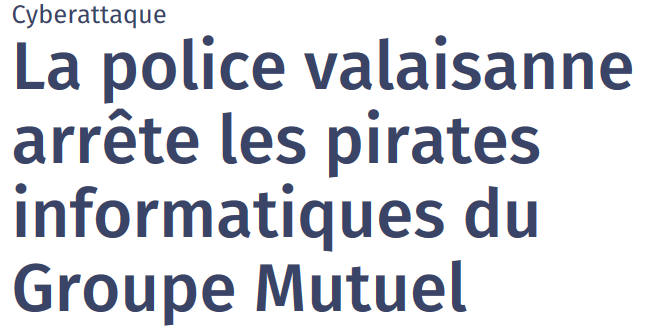 Cyberattaque
La police valaisanne
arrête les pirates
informatiques du
Groupe Mutuel